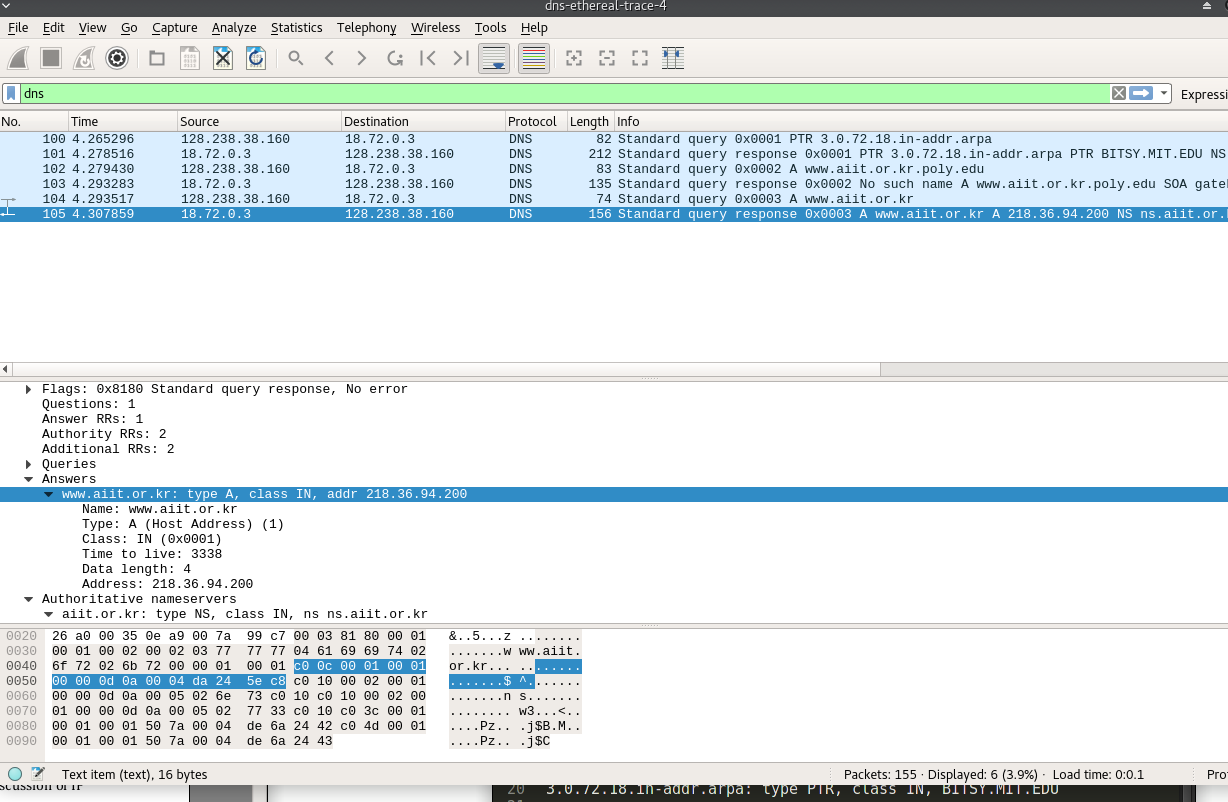 dns-ethereal-trace-4
File Edit View Go Capture Analyze Statistics Telephony Wireless Tools Help
dns Expressi
No. Time Source Destination Protocol Length Info
100 4.265296 128.238.38.160 18.72.0.3 DNS 82 Standard query 0x0001 PTR 3.0.72.18.in-addr.arpa
101 4.278516 18.72.0.3 128.238.38.160 DNS 212 Standard query response 0x0001 PTR 3.0.72.18.in-addr.arpa PTR BITSY.MIT.EDU NS
102 4.279430 128.238.38.160 18.72.0.3 DNS 83 Standard query 0x0002 A www.aiit.or.kr.poly.edu
103 4.293283 18.72.0.3 128.238.38.160 DNS 135 Standard query response 0x0002 No such name A www.aiit.or.kr.poly.edu SOA gatel
104 4.293517 128.238.38.160 18.72.0.3 DNS 74 Standard query 0x0003 A www.aiit.or.kr
105 4.307859 18.72.0.3 128.238.38.160 DNS 156 Standard query response 0x0003 A www.aiit.or.kr A 218.36.94.200 NS ns.aiit.or.
Flags: 0x8180 Standard query response, No error
Questions: 1
Answer RRs: 1
Authority RRs: 2
Additional RRs: 2
Queries
Answers
www.aiit.or.kr: type A, class IN, addr 218.36.94.200
Name: www.aiit.or.kr
Type: A (Host Address) (1)
Class: IN (0x0001)
Time to live: 3338
Data length: 4
Address: 218.36.94.200
Authoritative nameservers
aiit.or.kr: type NS, class IN, ns ns.aiit.or.kr
0020 26 a0 00 35 0e a9 00 7a 99 c7 00 03 81 80 00 01 &..5...z ........
0030 00 01 00 02 00 02 03 77 77 77 04 61 69 69 74 02 .......w ww.aiit.
0040 6f 72 02 6b 72 00 00 01 00 01 c0 0c 00 01 00 01 or.kr... ........
0050 00 00 0d 0a 00 04 da 24 5e c8 c0 10 00 02 00 01 .......$ ^.......
0060 00 00 0d 0a 00 05 02 6e 73 c0 10 c0 10 00 02 00 .......n s.......
0070 01 00 00 0d 0a 00 05 02 77 33 c0 10 c0 3c 00 01 ........ w3...<..
0080 00 01 00 01 50 7a 00 04 de 6a 24 42 c0 4d 00 01 ....Pz.. .j$B.M..
0090 00 01 00 01 50 7a 00 04 de 6a 24 43 ....Pz.. .j$C
Text item (text), 16 bytes Packets: 155 · Displayed: 6 (3.9%) · Load time: 0:0.1 Pro
20 3.0.72.18.in-addr.arpa: type PTR, class IN, BITSY.MIT.EDU